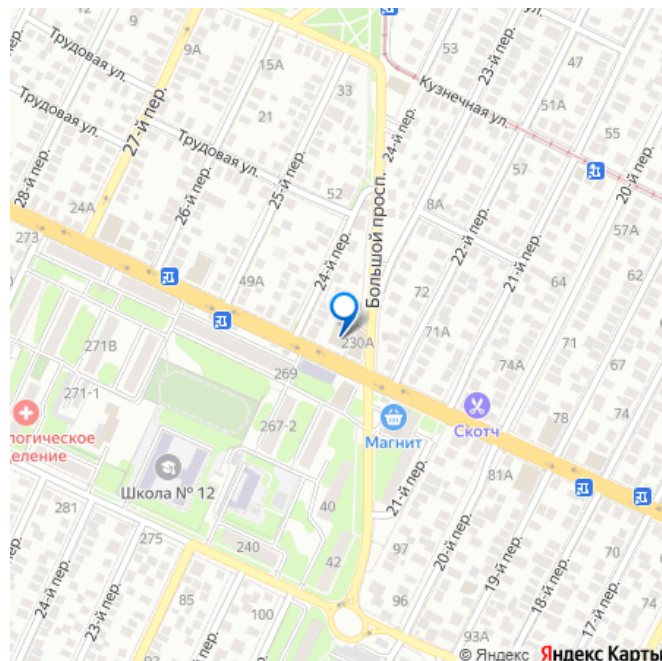 12
9
Трудовая ул.
9А
15А
33
53
23-й пер.
47
Кузнечная ул.
51А
55
Трудовая ул.
27-й пер.
21
Трудовая ул.
25-й пер.
24-й пер.
57
20-й пер.
28-й пер.
24А
26-й пер.
52
8А
22-й пер.
21-й пер.
57А
273
Большой просп.
49А
24-й пер.
72
64
62
271В
230А
71А
74А
71
269
271-1
267-2
Магнит
Скотч
78
74
логическое
деление
Школа № 12
81А
281
40
21-й пер.
275
240
42
97
20-й пер.
19-й пер.
70
24-й пер.
23-й пер.
85
100
96
93А
18-й пер.
17-й пер.
74
© Яндекс Яндекс Карты